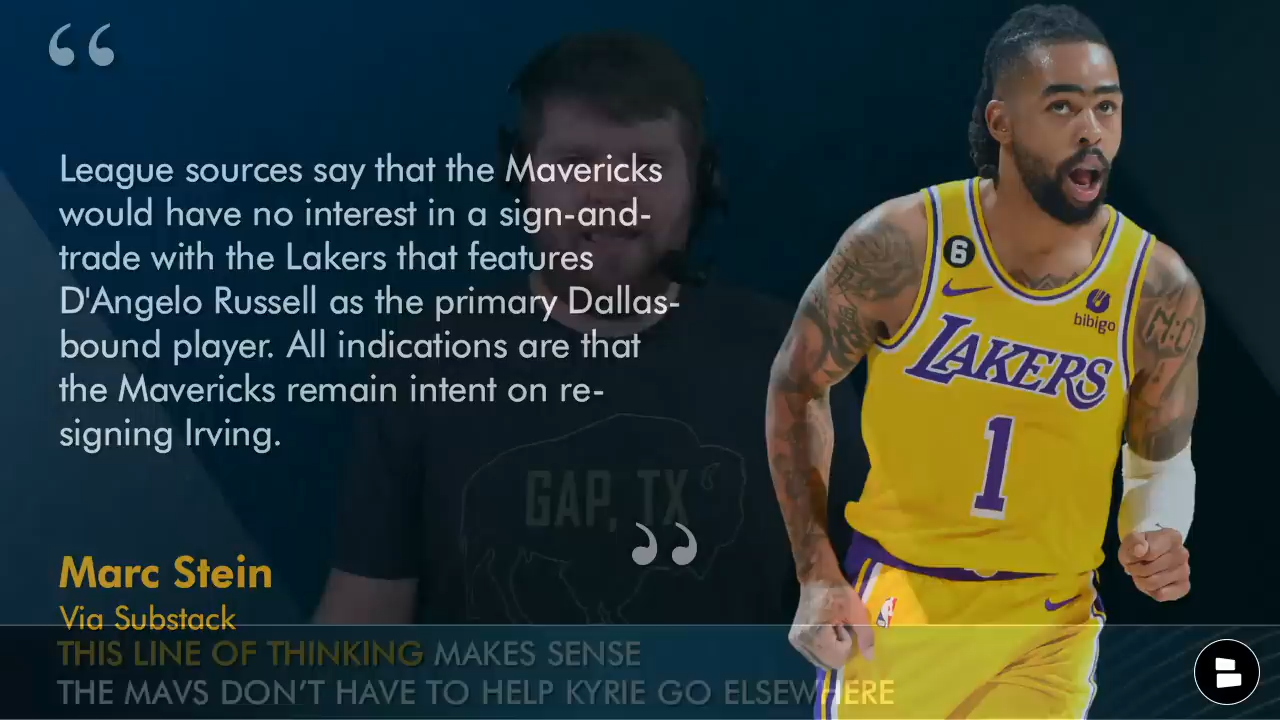 “
League sources say that the Mavericks
would have no interest in a sign-and-
trade with the Lakers that features
D'Angelo Russell as the primary Dallas-
bound player. All indications are that
the Mavericks remain intent on re-
signing Irving.
”
Marc Stein
Via Substack
THIS LINE OF THINKING MAKES SENSE
THE MAVS DON’T HAVE TO HELP KYRIE GO ELSEWHERE
GAP, TX
6
bibigo
LAKERS
1